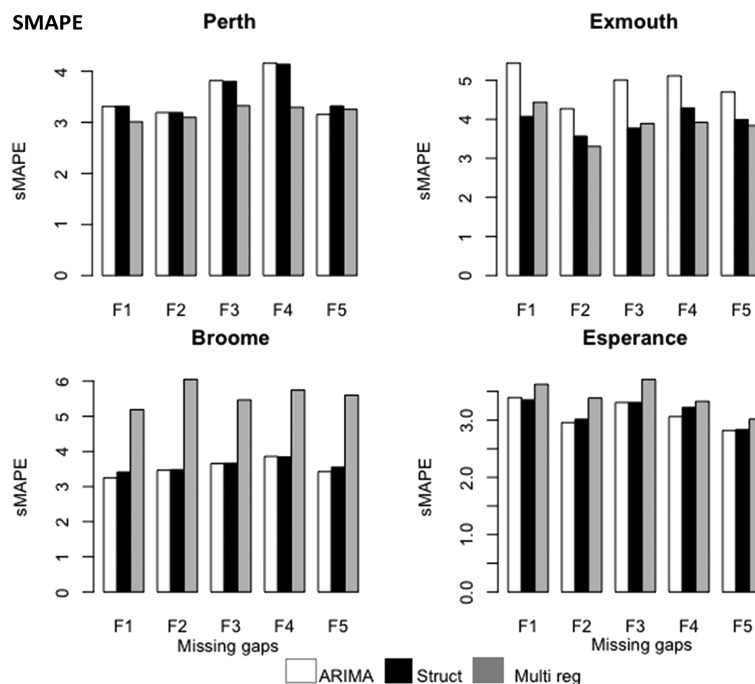 SMAPE
Perth
sMAPE
4
3
2
1
0
F1 F2 F3 F4 F5
Exmouth
sMAPE
5
4
3
2
1
0
F1 F2 F3 F4 F5
Broome
sMAPE
6
5
4
3
2
1
0
F1 F2 F3 F4 F5
Missing gaps
Esperance
sMAPE
3.0
2.0
1.0
0.0
F1 F2 F3 F4 F5
Missing gaps
ARIMA Struct Multi reg